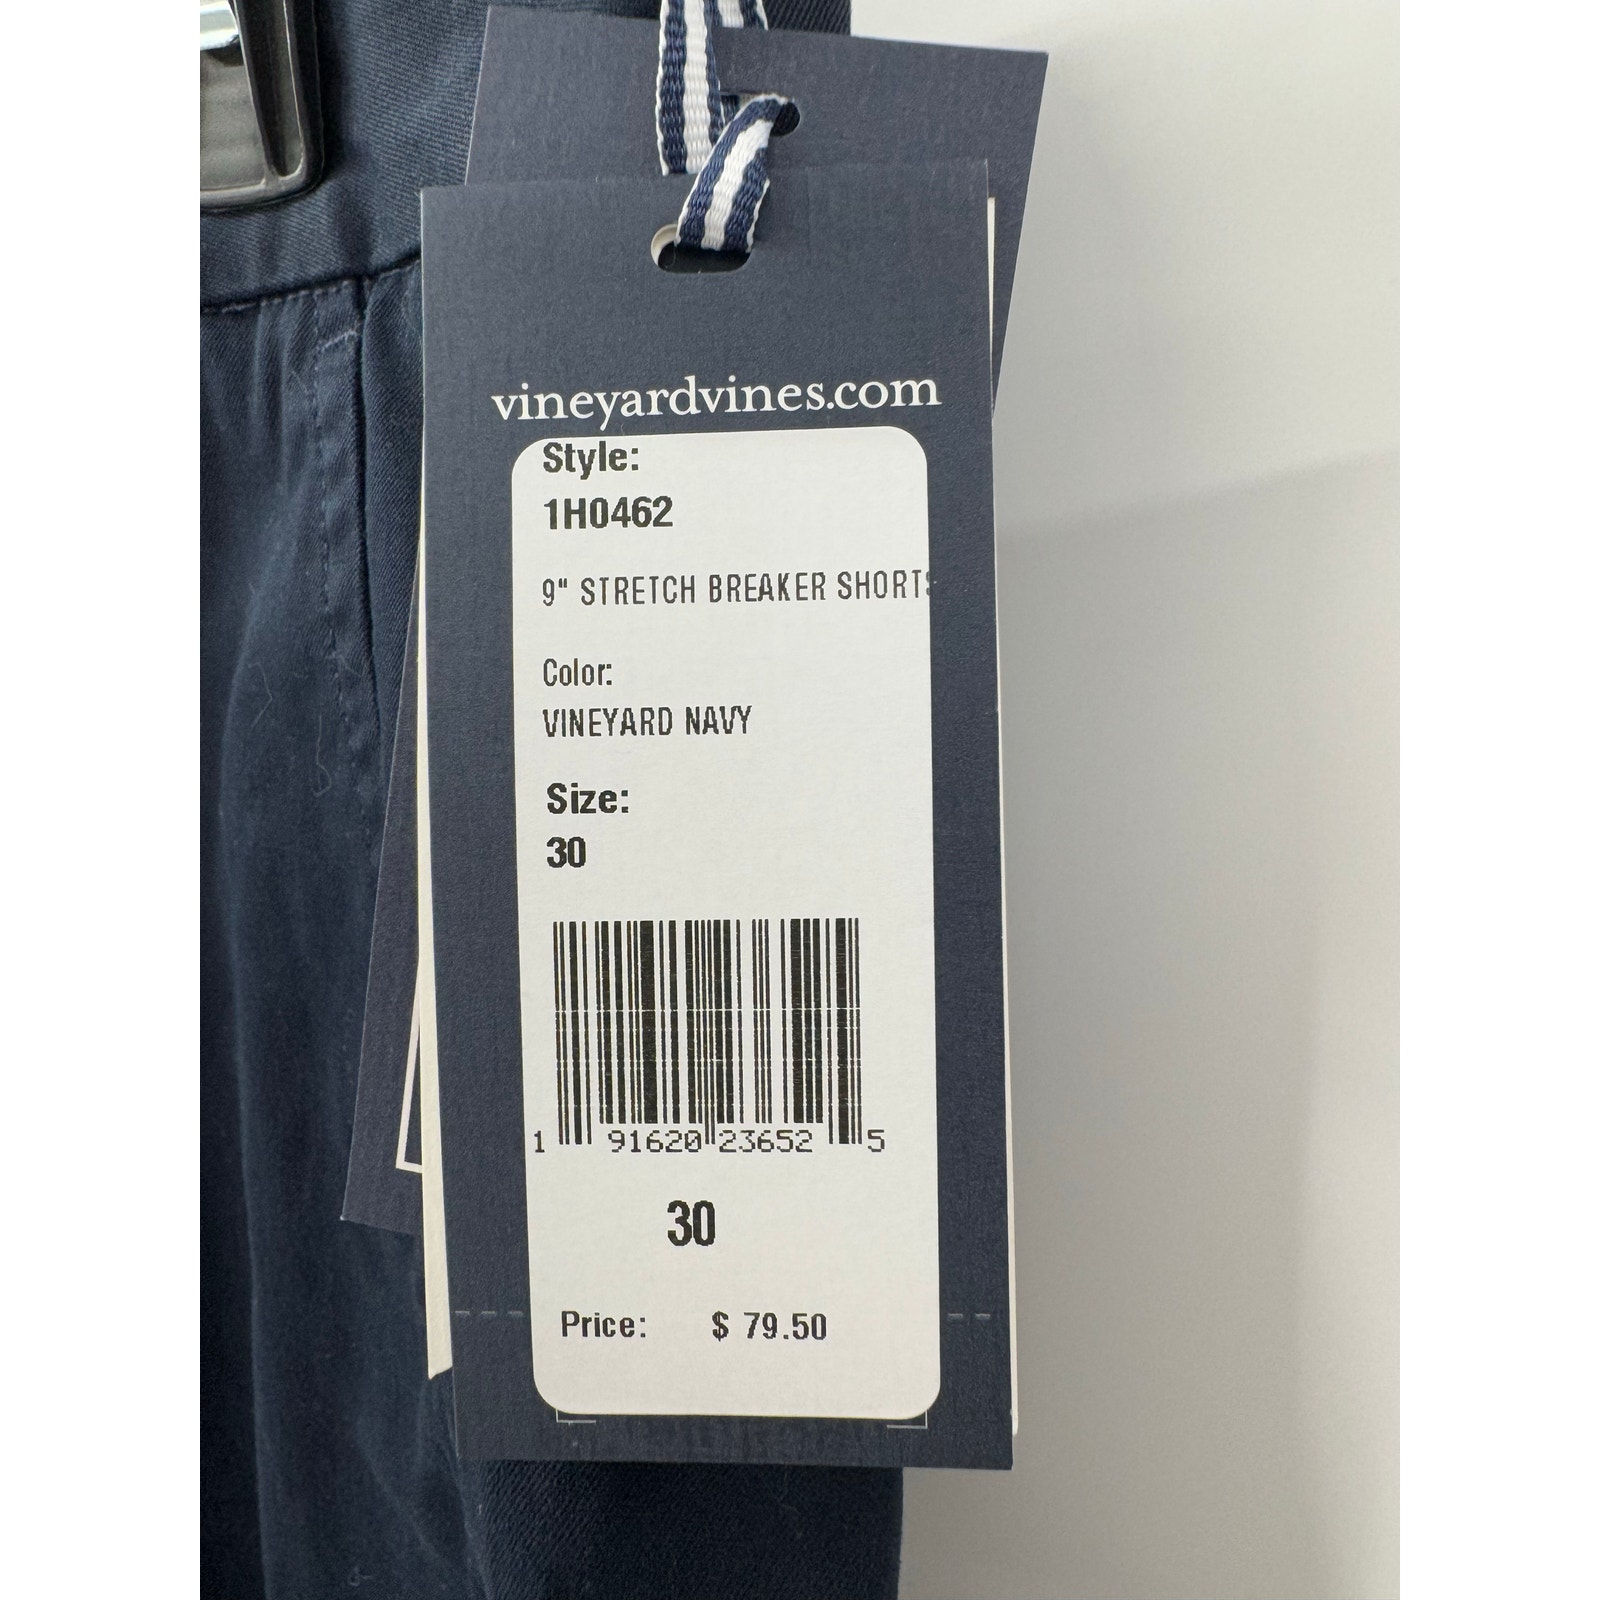 vineyardvines.com
Style:
1H0462
9" STRETCH BREAKER SHORTS
Color:
VINEYARD NAVY
Size:
30
1 91620 23652 5
30
Price: $ 79.50